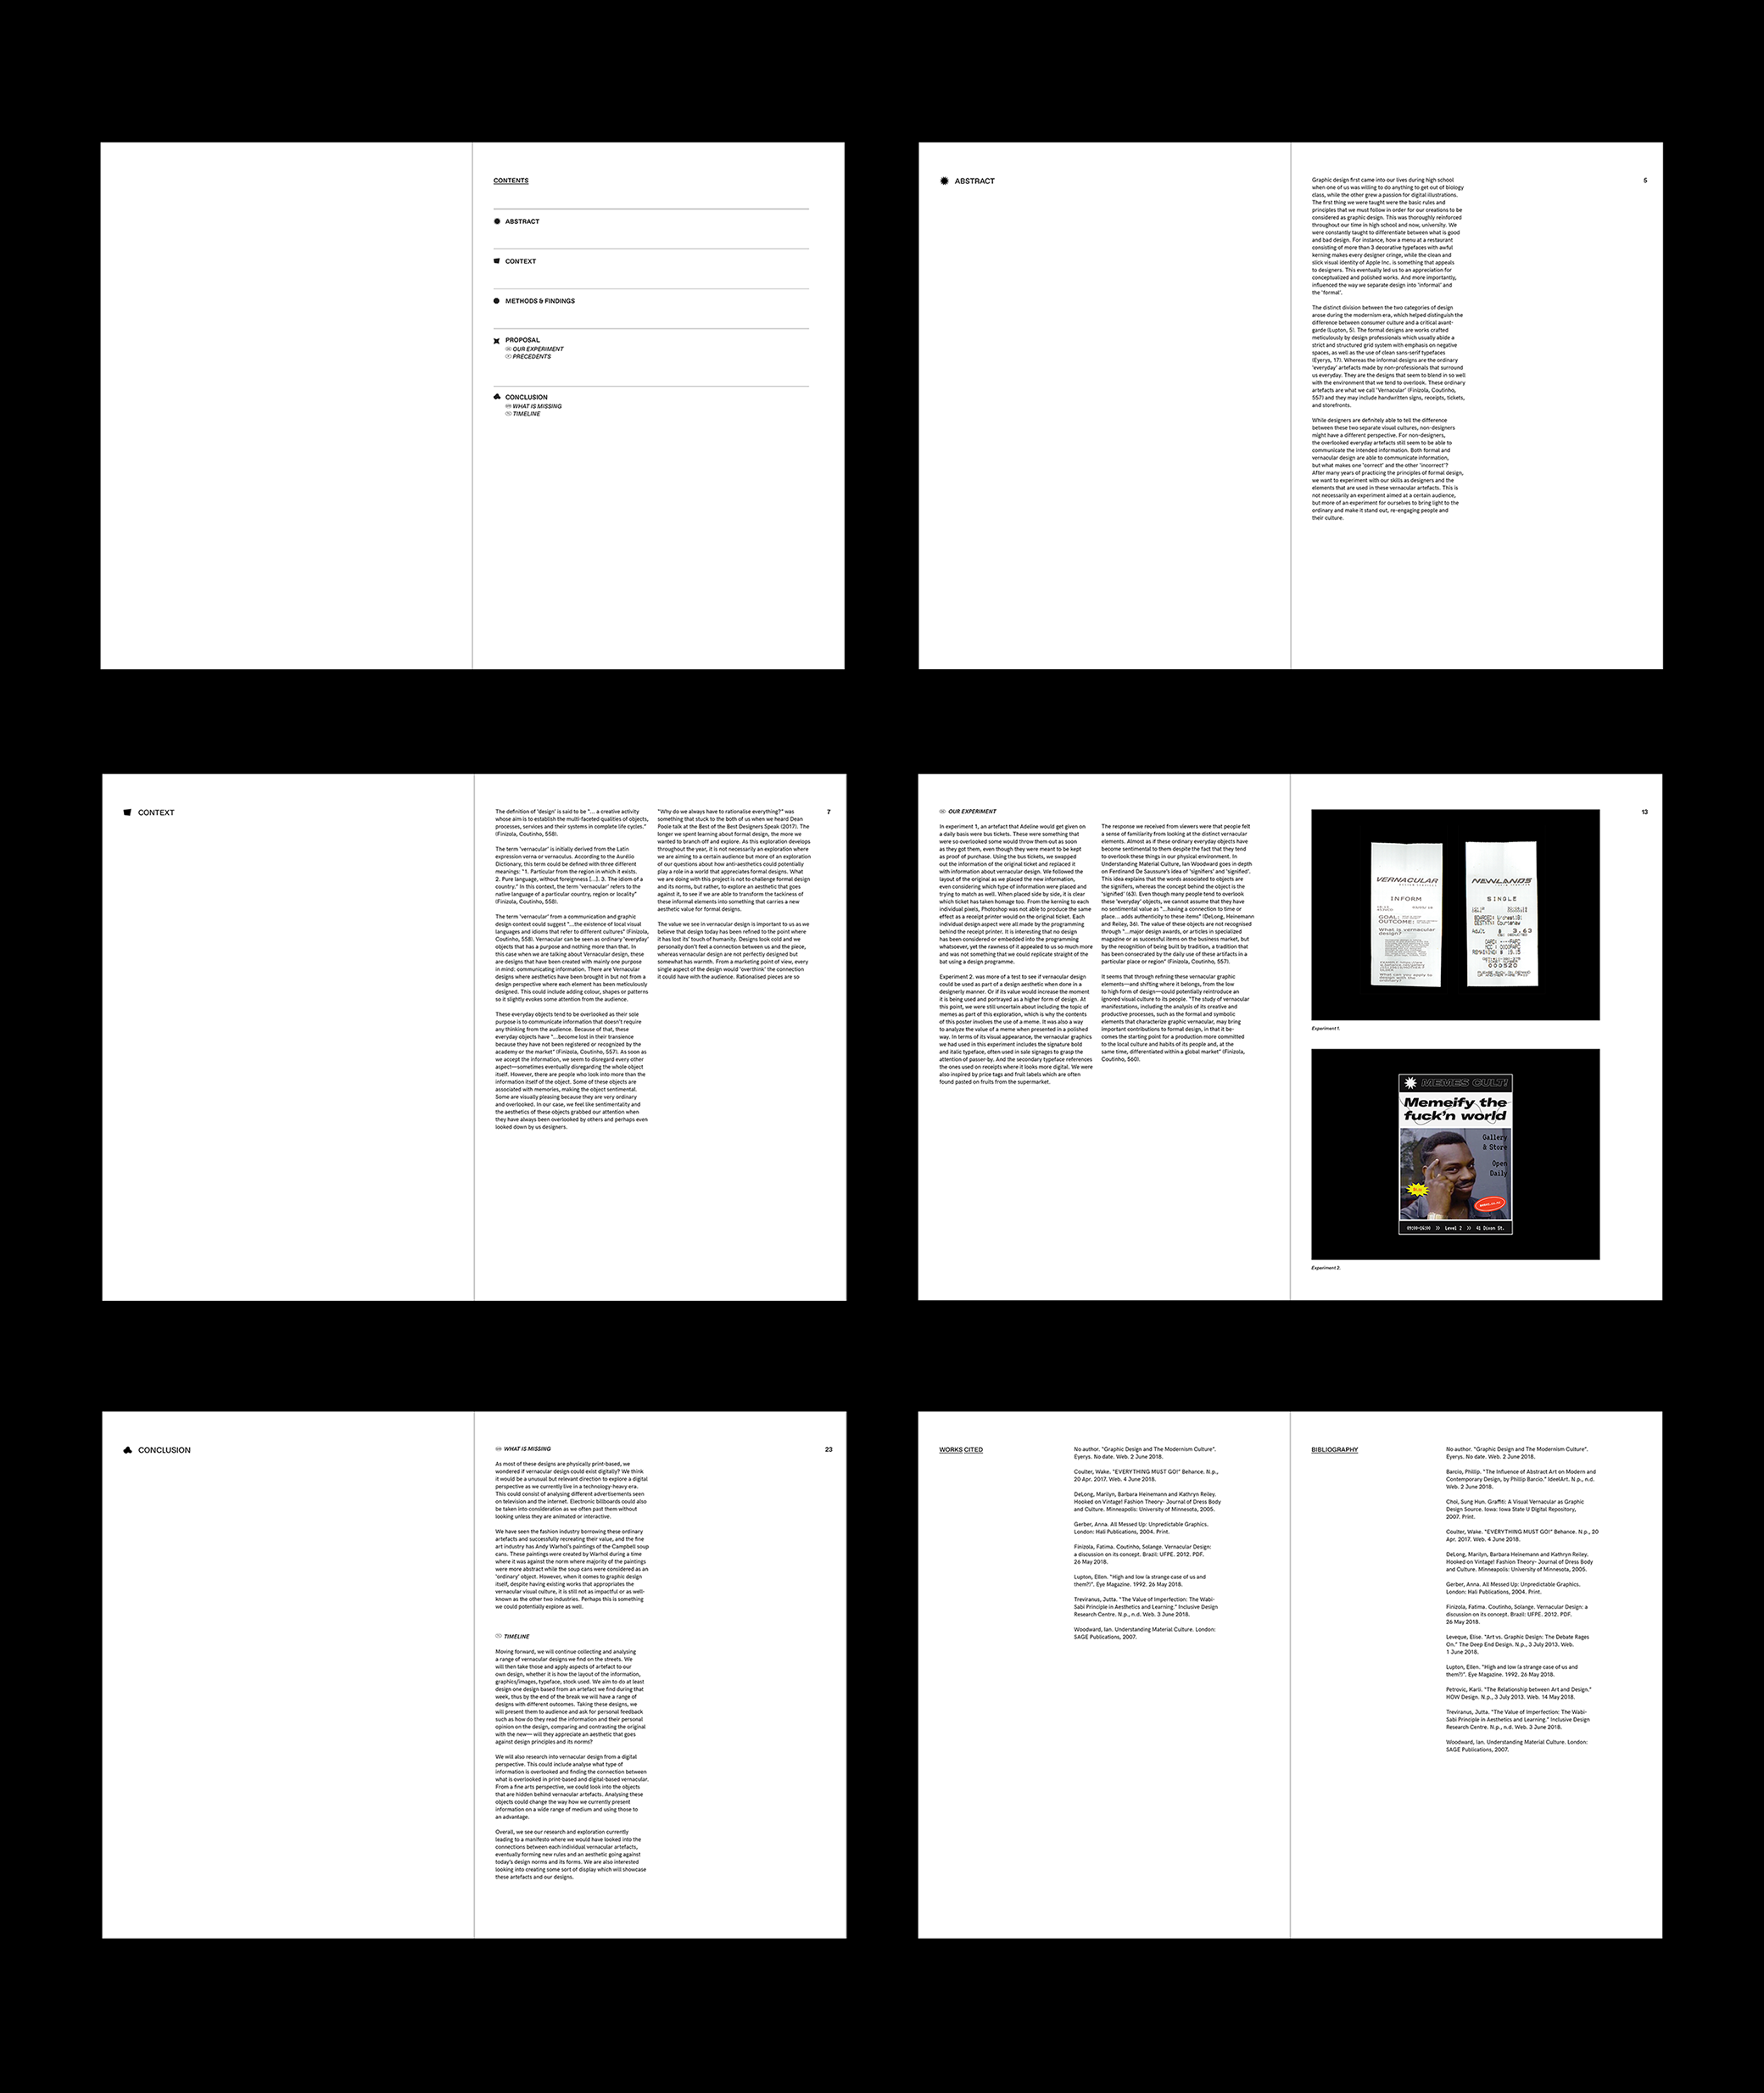 CONTENTS
ABSTRACT
CONTEXT
METHODS & FINDINGS
PROPOSAL
OUR EXPERIMENT
PRECEDENTS
CONCLUSION
WHAT IS MISSING
TIMELINE
ABSTRACT
5
Graphic design first came into our lives during high school
when one of us was willing to do anything to get out of biology
class, while the other grew a passion for digital illustrations.
The first thing we were taught were the basic rules and
principles that we must follow in order for our creations to be
considered as graphic design. This was thoroughly reinforced
throughout our time in high school and now, university. We
were constantly taught to differentiate between what is good
and bad design. For instance, how a menu at a restaurant
consisting of more than 3 decorative typefaces with awful
kerning makes every designer cringe, while the clean and
slick visual identity of Apple Inc. is something that appeals
to designers. This eventually led us to an appreciation for
conceptualized and polished works. And more importantly,
influenced the way we separate design into 'informal' and
the 'formal'.
The distinct division between the two categories of design
arose during the modernism era, which helped distinguish the
difference between consumer culture and a critical avant-
garde (Lupton, 5). The formal designs are works crafted
meticulously by design professionals which usually abide a
strict and structured grid system with emphasis on negative
spaces, as well as the use of clean sans-serif typefaces
(Eyerys, 17). Whereas the informal designs are the ordinary
'everyday' artefacts made by non-professionals that surround
us everyday. They are the designs that seem to blend in so well
with the environment that we tend to overlook. These ordinary
artefacts are what we call 'Vernacular' (Finizola, Coutinho,
557) and they may include handwritten signs, receipts, tickets,
and storefronts.
While designers are definitely able to tell the difference
between these two separate visual cultures, non-designers
might have a different perspective. For non-designers,
the overlooked everyday artefacts still seem to be able to
communicate the intended information. Both formal and
vernacular design are able to communicate information,
but what makes one 'correct' and the other 'incorrect'?
After many years of practicing the principles of formal design,
we want to experiment with our skills as designers and the
elements that are used in these vernacular artefacts. This is
not necessarily an experiment aimed at a certain audience,
but more of an experiment for ourselves to bring light to the
ordinary and make it stand out, re-engaging people and
their culture.
CONTEXT
7
The definition of 'design' is said to be "... a creative activity
whose aim is to establish the multi-faceted qualities of objects,
processes, services and their systems in complete life cycles."
(Finizola, Coutinho, 558).
The term 'vernacular' is initially derived from the Latin
expression verna or vernaculus. According to the Aurélio
Dictionary, this term could be defined with three different
meanings: "1. Particular from the region in which it exists.
2. Pure language, without foreignness [...]. 3. The idiom of a
country." In this context, the term 'vernacular' refers to the
native language of a particular country, region or locality"
(Finizola, Coutinho, 558).
The term 'vernacular' from a communication and graphic
design context could suggest "...the existence of local visual
languages and idioms that refer to different cultures" (Finizola,
Coutinho, 558). Vernacular can be seen as ordinary 'everyday'
objects that has a purpose and nothing more than that. In
this case when we are talking about Vernacular design, these
are designs that have been created with mainly one purpose
in mind: communicating information. There are Vernacular
designs where aesthetics have been brought in but not from a
design perspective where each element has been meticulously
designed. This could include adding colour, shapes or patterns
so it slightly evokes some attention from the audience.
These everyday objects tend to be overlooked as their sole
purpose is to communicate information that doesn't require
any thinking from the audience. Because of that, these
everyday objects have "...become lost in their transience
because they have not been registered or recognized by the
academy or the market" (Finizola, Coutinho, 557). As soon as
we accept the information, we seem to disregard every other
aspect—sometimes eventually disregarding the whole object
itself. However, there are people who look into more than the
information itself of the object. Some of these objects are
associated with memories, making the object sentimental.
Some are visually pleasing because they are very ordinary
and overlooked. In our case, we feel like sentimentality and
the aesthetics of these objects grabbed our attention when
they have always been overlooked by others and perhaps even
looked down by us designers.
"Why do we always have to rationalise everything?" was
something that stuck to the both of us when we heard Dean
Poole talk at the Best of the Best Designers Speak (2017). The
longer we spent learning about formal design, the more we
wanted to branch off and explore. As this exploration develops
throughout the year, it is not necessarily an exploration where
we are aiming to a certain audience but more of an exploration
of our questions about how anti-aesthetics could potentially
play a role in a world that appreciates formal designs. What
we are doing with this project is not to challenge formal design
and its norms, but rather, to explore an aesthetic that goes
against it, to see if we are able to transform the tackiness of
these informal elements into something that carries a new
aesthetic value for formal designs.
The value we see in vernacular design is important to us as we
believe that design today has been refined to the point where
it has lost its' touch of humanity. Designs look cold and we
personally don't feel the connection between us and the piece,
whereas vernacular design are not perfectly designed but
somewhat has warmth. From a marketing point of view, every
single aspect of the design would 'overthink' the connection
it could have with the audience. Rationalised pieces are so
OUR EXPERIMENT
13
In experiment 1, an artefact that Adeline would get given on
a daily basis were bus tickets. These were something that
were so overlooked some would throw them out as soon
as they got them, even though they were meant to be kept
as proof of purchase. Using the bus tickets, we swapped
out the information of the original ticket and replaced it
with information about vernacular design. We followed the
layout of the original as we placed the new information,
even considering which type of information were placed and
trying to match as well. When placed side by side, it is clear
which ticket has taken homage too. From the kerning to each
individual pixels, Photoshop was not able to produce the same
effect as a receipt printer would on the original ticket. Each
individual design aspect were all made by the programming
behind the receipt printer. It is interesting that no design
has been considered or embedded into the programming
whatsoever, yet the rawness of it appealed to us so much more
and was not something that we could replicate straight of the
bat using a design programme.
Experiment 2. was more of a test to see if vernacular design
could be used as part of a design aesthetic when done in a
designerly manner. Or if its value would increase the moment
it is being used and portrayed as a higher form of design. At
this point, we were still uncertain about including the topic of
memes as part of this exploration, which is why the contents
of this poster involves the use of a meme. It was also a way
to analyze the value of a meme when presented in a polished
way. In terms of its visual appearance, the vernacular graphics
we had used in this experiment includes the signature bold
and italic typeface, often used in sale signages to grasp the
attention of passer-by. And the secondary typeface references
the ones used on receipts where it looks more digital. We were
also inspired by price tags and fruit labels which are often
found pasted on fruits from the supermarket.
The response we received from viewers were that people felt
a sense of familiarity from looking at the distinct vernacular
elements. Almost as if these ordinary everyday objects have
become sentimental to them despite the fact that they tend
to overlook these things in our physical environment. In
Understanding Material Culture, Ian Woodward goes in depth
on Ferdinand De Saussure's idea of 'signifiers' and 'signified'.
This idea explains that the words associated to objects are
the signifiers, whereas the concept behind the object is the
'signified' (63). Even though many people tend to overlook
these 'everyday' objects, we cannot assume that they have
no sentimental value as "...having a connection to time or
place... adds authenticity to these items" (DeLong, Heinemann
and Reiley, 36). The value of these objects are not recognised
through "...major design awards, or articles in specialized
magazine or as successful items on the business market, but
by the recognition of being built by tradition, a tradition that
has been consecrated by the daily use of these artifacts in a
particular place or region" (Finizola, Coutinho, 557).
It seems that through refining these vernacular graphic
elements—and shifting where it belongs, from the low
to high form of design—could potentially reintroduce an
ignored visual culture to its people. "The study of vernacular
manifestations, including the analysis of its creative and
productive processes, such as the formal and symbolic
elements that characterize graphic vernacular, may bring
important contributions to formal design, in that it be-
comes the starting point for a production more committed
to the local culture and habits of its people and, at the
same time, differentiated within a global market" (Finizola,
Coutinho, 560).
VERNACULAR
INFORM
GOAL:
OUTCOME:
What is vernacular
design?
NEWLANDS
SINGLE
Adult
3.63
000520
Experiment 1.
MEMES CULT!
Memeify the
fuck'n world
Gallery
& Store
Open
Daily
09:00-16:00 >> Level 2 >> 41 Dixon St.
Experiment 2.
CONCLUSION
23
WHAT IS MISSING
As most of these designs are physically print-based, we
wondered if vernacular design could exist digitally? We think
it would be a unusual but relevant direction to explore a digital
perspective as we currently live in a technology-heavy era.
This could consist of analysing different advertisements seen
on television and the internet. Electronic billboards could also
be taken into consideration as we often past them without
looking unless they are animated or interactive.
We have seen the fashion industry borrowing these ordinary
artefacts and successfully recreating their value, and the fine
art industry has Andy Warhol's paintings of the Campbell soup
cans. These paintings were created by Warhol during a time
where it was against the norm where majority of the paintings
were more abstract while the soup cans were considered as an
'ordinary' object. However, when it comes to graphic design
itself, despite having existing works that appropriates the
vernacular visual culture, it is still not as impactful or as well-
known as the other two industries. Perhaps this is something
we could potentially explore as well.
TIMELINE
Moving forward, we will continue collecting and analysing
a range of vernacular designs we find on the streets. We
will then take those and apply aspects of artefact to our
own design, whether it is how the layout of the information,
graphics/images, typeface, stock used. We aim to do at least
design one design based from an artefact we find during that
week, thus by the end of the break we will have a range of
designs with different outcomes. Taking these designs, we
will present them to audience and ask for personal feedback
such as how do they read the information and their personal
opinion on the design, comparing and contrasting the original
with the new— will they appreciate an aesthetic that goes
against design principles and its norms?
We will also research into vernacular design from a digital
perspective. This could include analyse what type of
information is overlooked and finding the connection between
what is overlooked in print-based and digital-based vernacular.
From a fine arts perspective, we could look into the objects
that are hidden behind vernacular artefacts. Analysing these
objects could change the way how we currently present
information on a wide range of medium and using those to
an advantage.
Overall, we see our research and exploration currently
leading to a manifesto where we would have looked into the
connections between each individual vernacular artefacts,
eventually forming new rules and an aesthetic going against
today's design norms and its forms. We are also interested
looking into creating some sort of display which will showcase
these artefacts and our designs.
WORKS CITED
No author. "Graphic Design and The Modernism Culture".
Eyerys. No date. Web. 2 June 2018.
Coulter, Wake. "EVERYTHING MUST GO!" Behance. N.p.,
20 Apr. 2017. Web. 4 June 2018.
DeLong, Marilyn, Barbara Heinemann and Kathryn Reiley.
Hooked on Vintage! Fashion Theory- Journal of Dress Body
and Culture. Minneapolis: University of Minnesota, 2005.
Gerber, Anna. All Messed Up: Unpredictable Graphics.
London: Hali Publications, 2004. Print.
Finizola, Fatima. Coutinho, Solange. Vernacular Design:
a discussion on its concept. Brazil: UFPE. 2012. PDF.
26 May 2018.
Lupton, Ellen. "High and low (a strange case of us and
them?)". Eye Magazine. 1992. 26 May 2018.
Treviranus, Jutta. "The Value of Imperfection: The Wabi-
Sabi Principle in Aesthetics and Learning." Inclusive Design
Research Centre. N.p., n.d. Web. 3 June 2018.
Woodward, Ian. Understanding Material Culture. London:
SAGE Publications, 2007.
BIBLIOGRAPHY
No author. "Graphic Design and The Modernism Culture".
Eyerys. No date. Web. 2 June 2018.
Barcio, Phillip. "The Influence of Abstract Art on Modern and
Contemporary Design, by Phillip Barcio." IdeelArt. N.p., n.d.
Web. 2 June 2018.
Choi, Sung Hun. Graffiti: A Visual Vernacular as Graphic
Design Source. Iowa: Iowa State U Digital Repository,
2007. Print.
Coulter, Wake. "EVERYTHING MUST GO!" Behance. N.p., 20
Apr. 2017. Web. 4 June 2018.
DeLong, Marilyn, Barbara Heinemann and Kathryn Reiley.
Hooked on Vintage! Fashion Theory- Journal of Dress Body
and Culture. Minneapolis: University of Minnesota, 2005.
Gerber, Anna. All Messed Up: Unpredictable Graphics.
London: Hali Publications, 2004. Print.
Finizola, Fatima. Coutinho, Solange. Vernacular Design: a
discussion on its concept. Brazil: UFPE. 2012. PDF.
26 May 2018.
Leveque, Elise. "Art vs. Graphic Design: The Debate Rages
On." The Deep End Design. N.p., 3 July 2013. Web.
1 June 2018.
Lupton, Ellen. "High and low (a strange case of us and
them?)". Eye Magazine. 1992. 26 May 2018.
Petrovic, Karli. "The Relationship between Art and Design."
HOW Design. N.p., 3 July 2013. Web. 14 May 2018.
Treviranus, Jutta. "The Value of Imperfection: The Wabi-
Sabi Principle in Aesthetics and Learning." Inclusive Design
Research Centre. N.p., n.d. Web. 3 June 2018.
Woodward, Ian. Understanding Material Culture. London:
SAGE Publications, 2007.